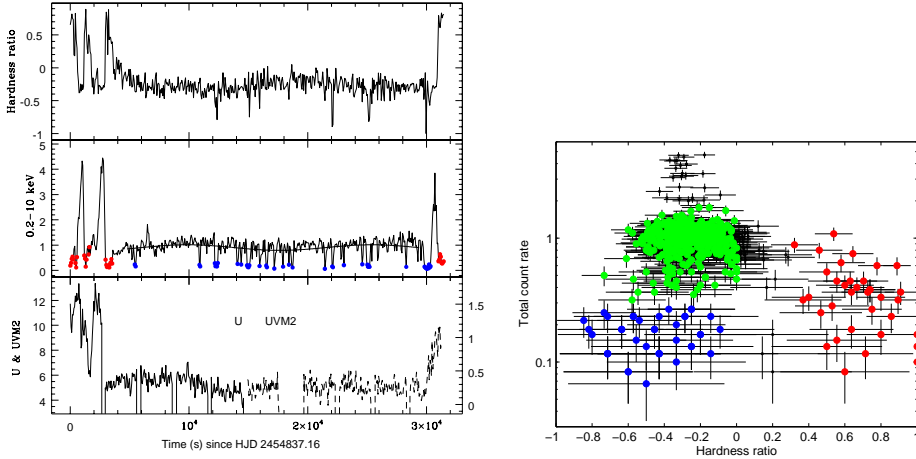 Hardness ratio
0.5
0
−0.5
−1
0.2−10 keV
5
4
3
2
1
0
U & UVM2
12
10
8
6
4
U UVM2
1.5
1
0.5
0
0 10⁴ 2×10⁴ 3×10⁴
Time (s) since HJD 2454837.16
Total count rate
1
0.1
−1 −0.8 −0.6 −0.4 −0.2 0 0.2 0.4 0.6 0.8 1
Hardness ratio